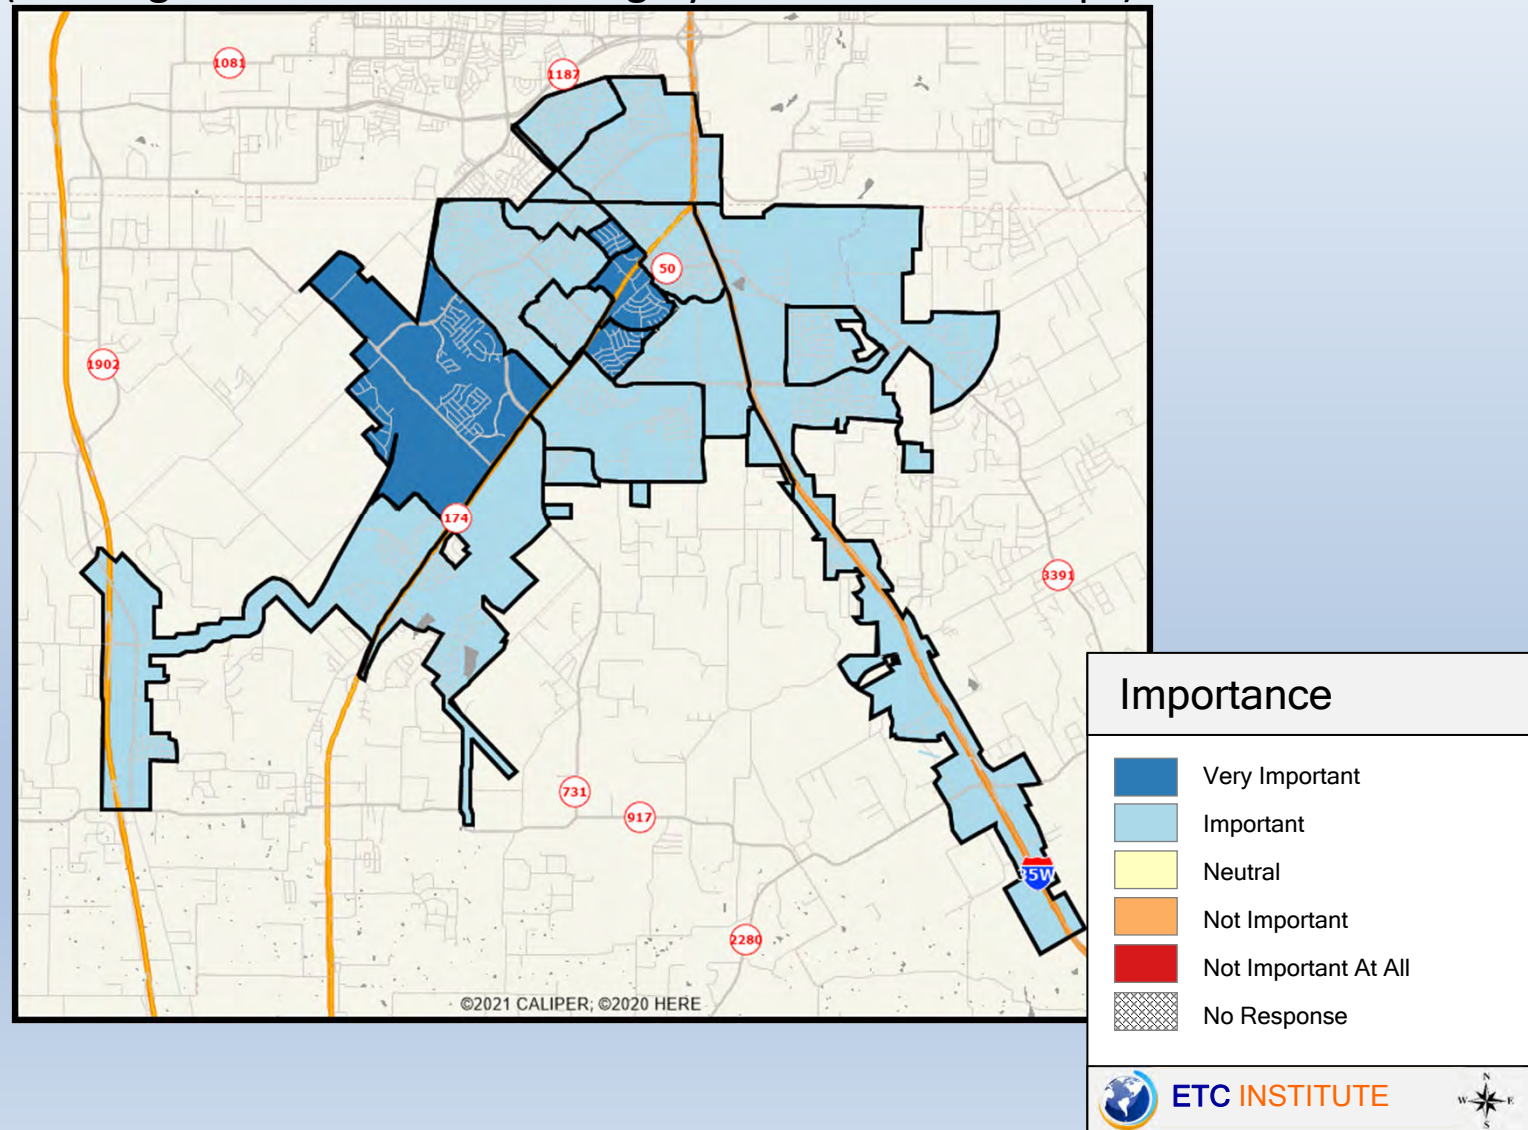 1081
1187
50
1902
174
3391
731
917
35W
2280
©2021 CALIPER; ©2020 HERE
Importance
Very Important
Important
Neutral
Not Important
Not Important At All
No Response
ETC INSTITUTE
N
W E
S